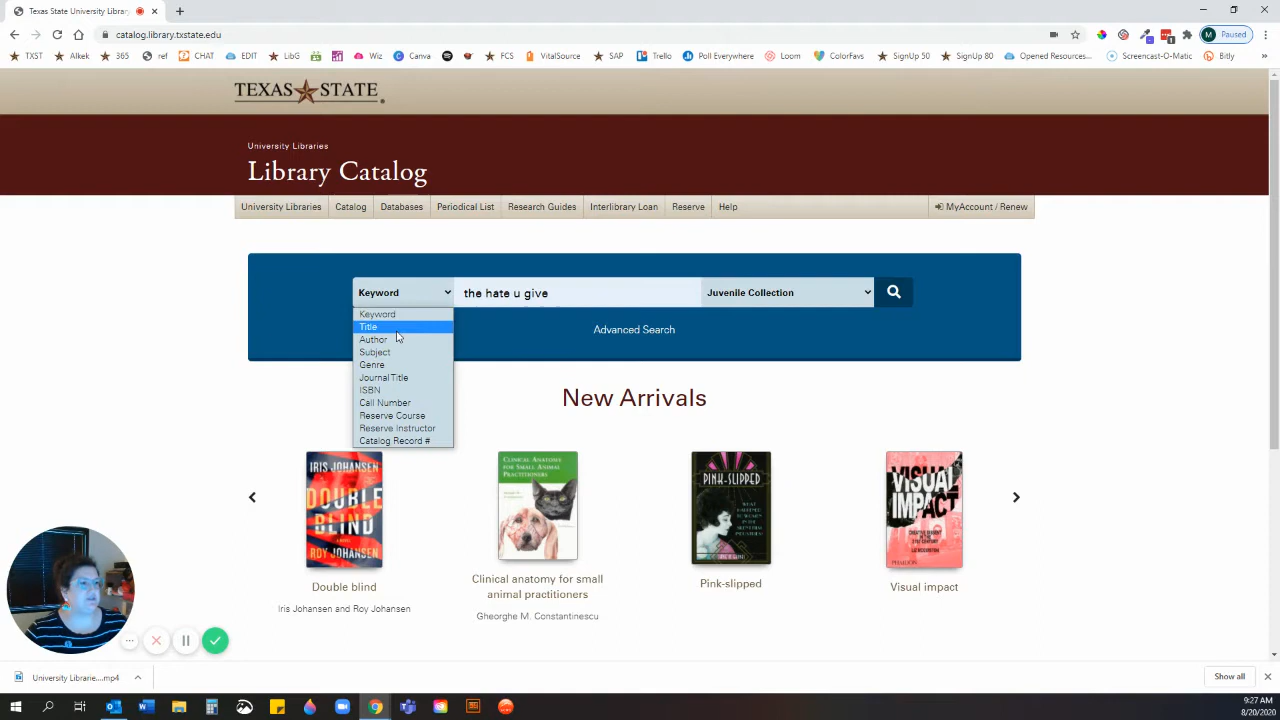 Texas State University Library
catalog.library.txstate.edu
M Paused
TXST
Alkek
365
ref
CHAT
EDIT
LibG
Wiz
Canva
FCS
VitalSource
SAP
Trello
Poll Everywhere
Loom
ColorFavs
SignUp 50
SignUp 80
Opened Resources...
Screencast-O-Matic
Bitly
TEXAS STATE
University Libraries
Library Catalog
University Libraries
Catalog
Databases
Periodical List
Research Guides
Interlibrary Loan
Reserve
Help
MyAccount / Renew
Keyword
the hate u give
Juvenile Collection
Keyword
Title
Author
Subject
Genre
Journal Title
ISBN
Call Number
Reserve Course
Reserve Instructor
Catalog Record #
Advanced Search
New Arrivals
IRIS JOHANSEN
DOUBLE
BLIND
ROY JOHANSEN
CLINICAL ANATOMY
FOR SMALL ANIMAL
PRACTITIONERS
PINK-SLIPPED
VISUAL
IMPACT
PHAIDON
Double blind
Iris Johansen and Roy Johansen
Clinical anatomy for small
animal practitioners
Gheorghe M. Constantinescu
Pink-slipped
Visual impact
University Librarie....mp4
Show all
9:27 AM
8/20/2020